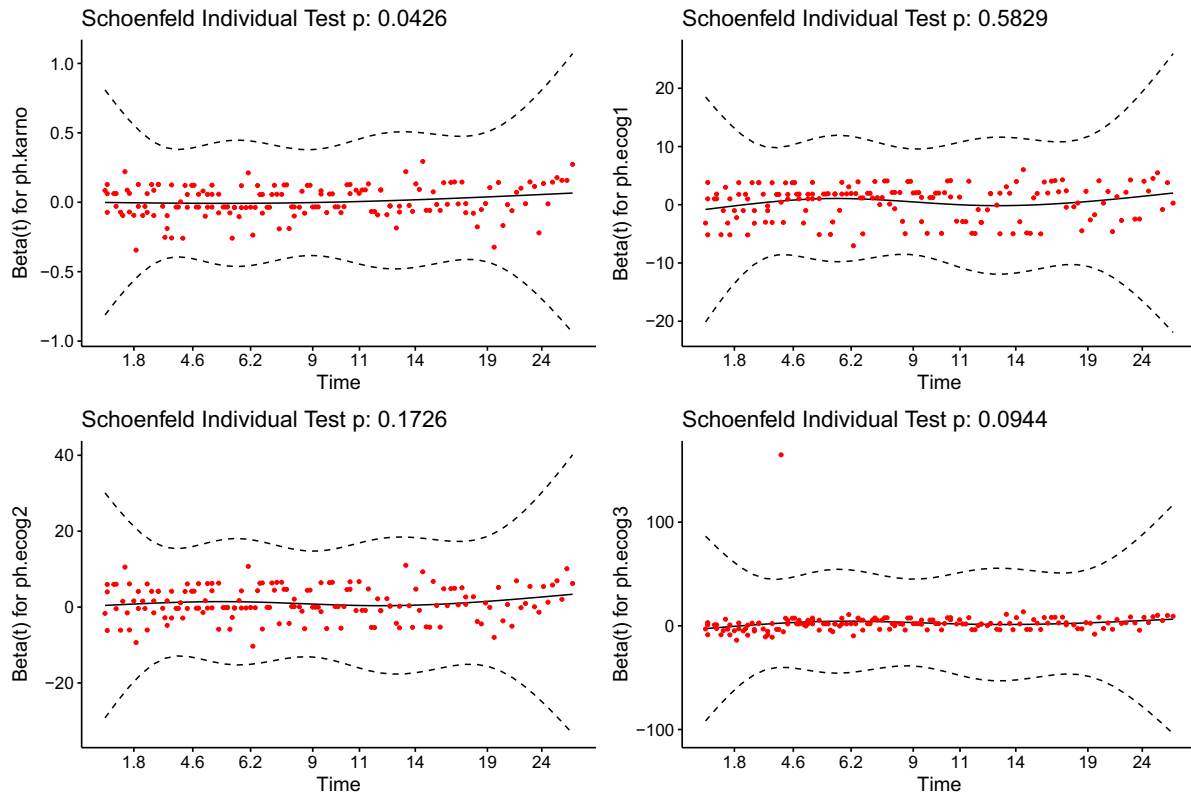 Schoenfeld Individual Test p: 0.0426
Beta(t) for ph.karno
1.0
0.5
0.0
−0.5
−1.0
1.8 4.6 6.2 9 11 14 19 24
Time
Schoenfeld Individual Test p: 0.5829
Beta(t) for ph.ecog1
20
10
0
−10
−20
1.8 4.6 6.2 9 11 14 19 24
Time
Schoenfeld Individual Test p: 0.1726
Beta(t) for ph.ecog2
40
20
0
−20
1.8 4.6 6.2 9 11 14 19 24
Time
Schoenfeld Individual Test p: 0.0944
Beta(t) for ph.ecog3
100
0
−100
1.8 4.6 6.2 9 11 14 19 24
Time